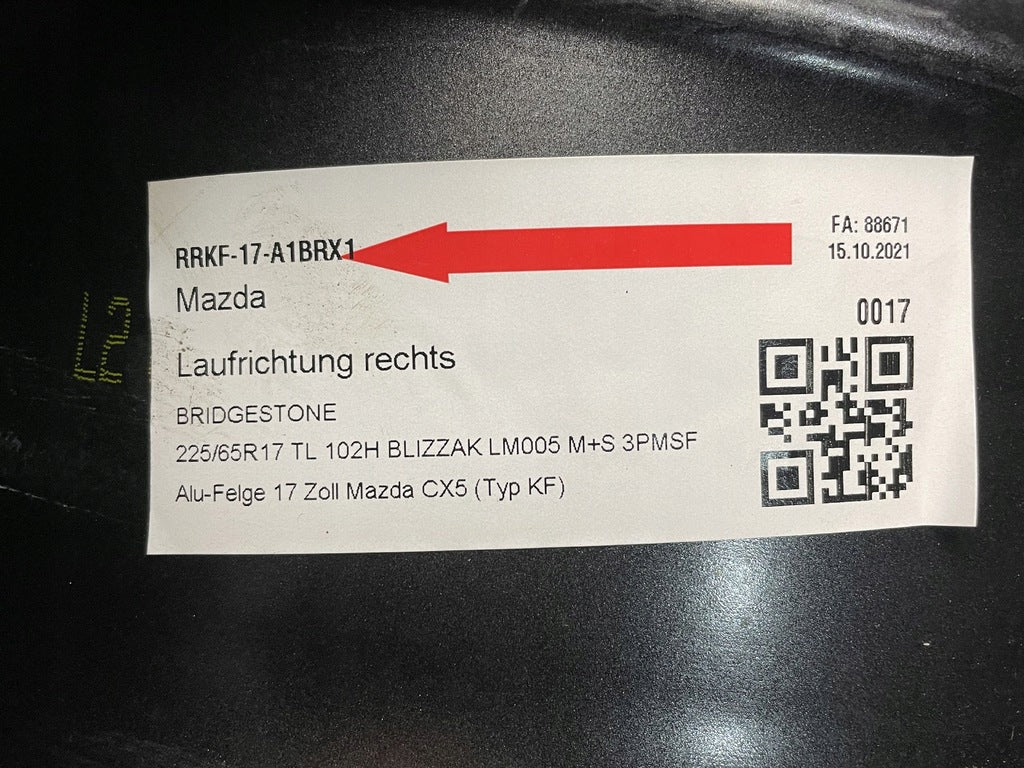 RRKF-17-A1BRX1
Mazda
Laufrichtung rechts
BRIDGESTONE
225/65R17 TL 102H BLIZZAK LM005 M+S 3PMSF
Alu-Felge 17 Zoll Mazda CX5 (Typ KF)
FA: 88671
15.10.2021
0017